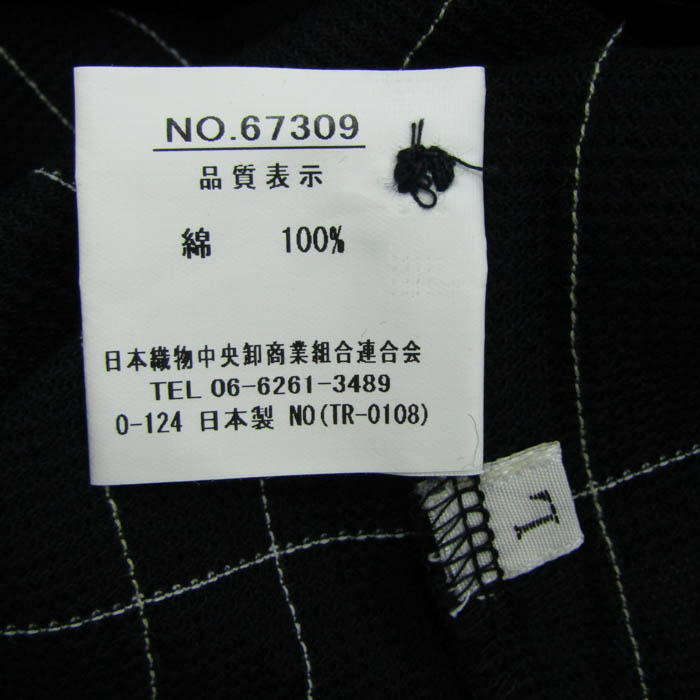 NO.67309
品質表示
綿 100%
日本織物中央卸商業組合連合会
TEL 06-6261-3489
O-124 日本製 NO(TR-0108)
L